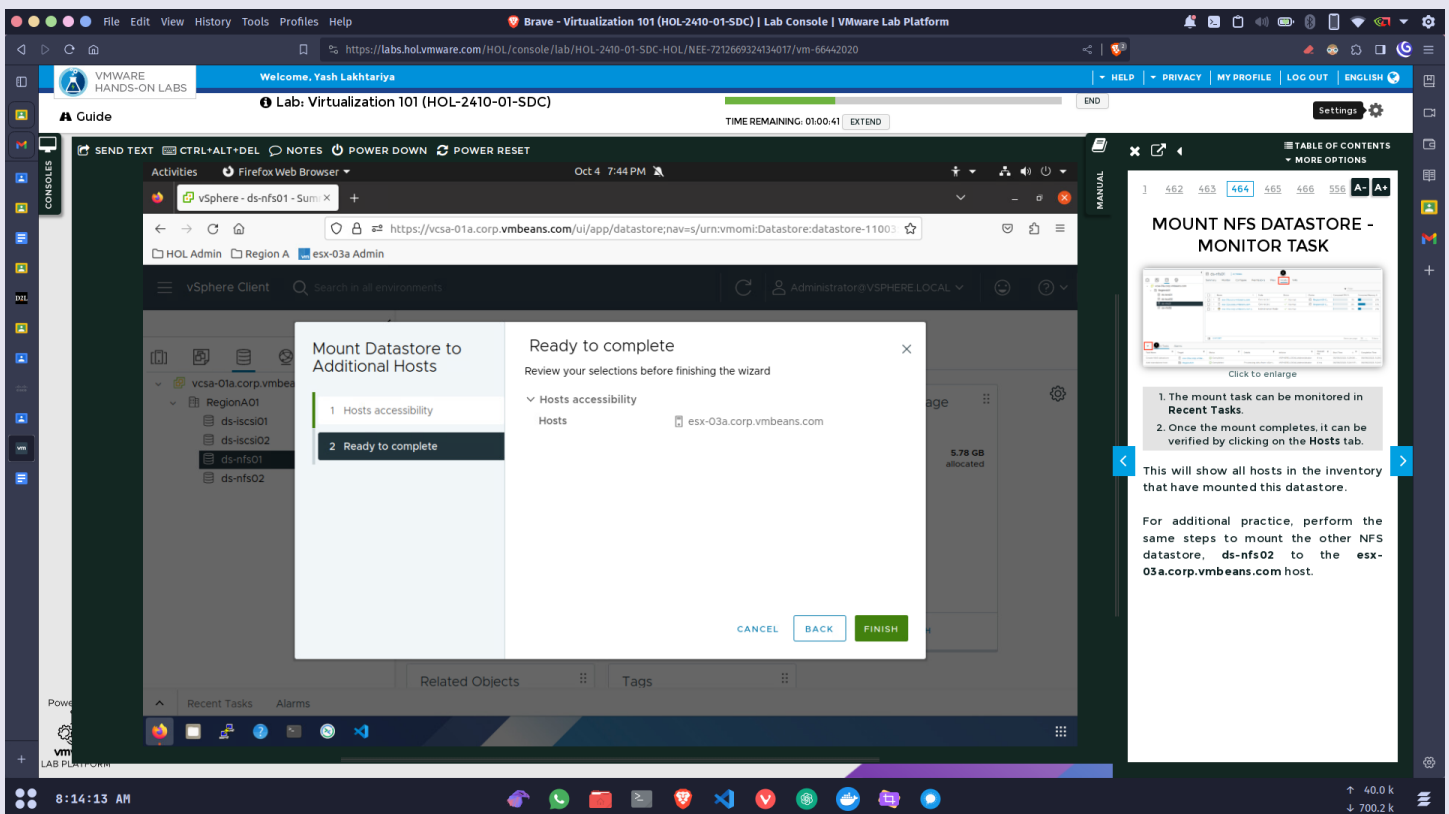 File Edit View History Tools Profiles Help
Brave - Virtualization 101 (HOL-2410-01-SDC) | Lab Console | VMware Lab Platform
https://labs.hol.vmware.com/HOL/console/lab/HOL-2410-01-SDC-HOL/NEE-7212669324134017/vm-66442020
VMWARE
HANDS-ON LABS
Welcome, Yash Lakhtariya
HELP
PRIVACY
MY PROFILE
LOG OUT
ENGLISH
Guide
Lab: Virtualization 101 (HOL-2410-01-SDC)
TIME REMAINING: 01:00:41
EXTEND
END
Settings
CONSOLES
SEND TEXT
CTRL+ALT+DEL
NOTES
POWER DOWN
POWER RESET
Activities
Firefox Web Browser
Oct 4 7:44 PM
vSphere - ds-nfs01 - Sum
https://vcsa-01a.corp.vmbeans.com/ui/app/datastore;nav=s/urn:vmomi:Datastore:datastore-11003
HOL Admin
Region A
esx-03a Admin
vSphere Client
Search in all environments
Administrator@VSPHERE.LOCAL
vcsa-01a.corp.vmbea
RegionA01
ds-iscsi01
ds-iscsi02
ds-nfs01
ds-nfs02
Mount Datastore to
Additional Hosts
1 Hosts accessibility
2 Ready to complete
Ready to complete
Review your selections before finishing the wizard
Hosts accessibility
Hosts
esx-03a.corp.vmbeans.com
CANCEL
BACK
FINISH
age
5.78 GB
allocated
Related Objects
Tags
Recent Tasks
Alarms
MANUAL
TABLE OF CONTENTS
MORE OPTIONS
1 462 463 464 465 466 556 A- A+
MOUNT NFS DATASTORE -
MONITOR TASK
Click to enlarge
1. The mount task can be monitored in
Recent Tasks.
2. Once the mount completes, it can be
verified by clicking on the Hosts tab.
This will show all hosts in the inventory
that have mounted this datastore.
For additional practice, perform the
same steps to mount the other NFS
datastore, ds-nfs02 to the esx-
03a.corp.vmbeans.com host.
Powe
vm
LAB PLATFORM
8:14:13 AM
↑ 40.0 k
↓ 700.2 k